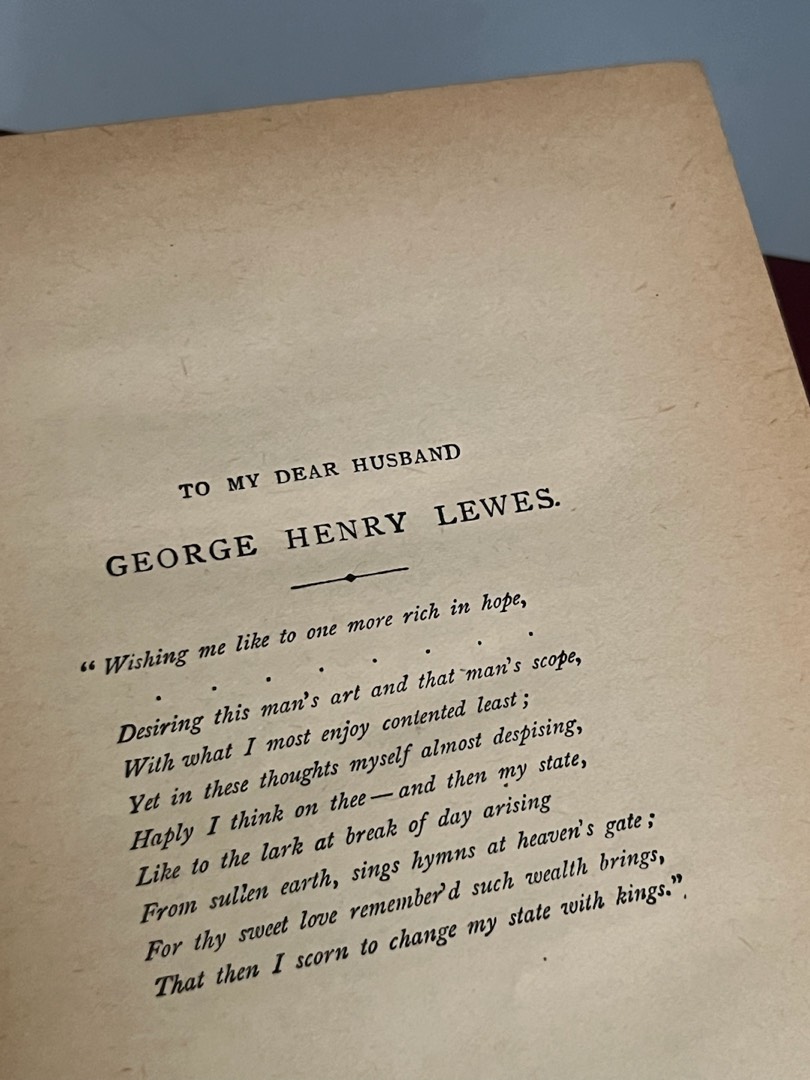 TO MY DEAR HUSBAND
GEORGE HENRY LEWES.
“ Wishing me like to one more rich in hope,
. . . . . . . .
Desiring this man's art and that man's scope,
With what I most enjoy contented least ;
Yet in these thoughts myself almost despising,
Haply I think on thee—and then my state,
Like to the lark at break of day arising
From sullen earth, sings hymns at heaven's gate ;
For thy sweet love remember'd such wealth brings,
That then I scorn to change my state with kings.”